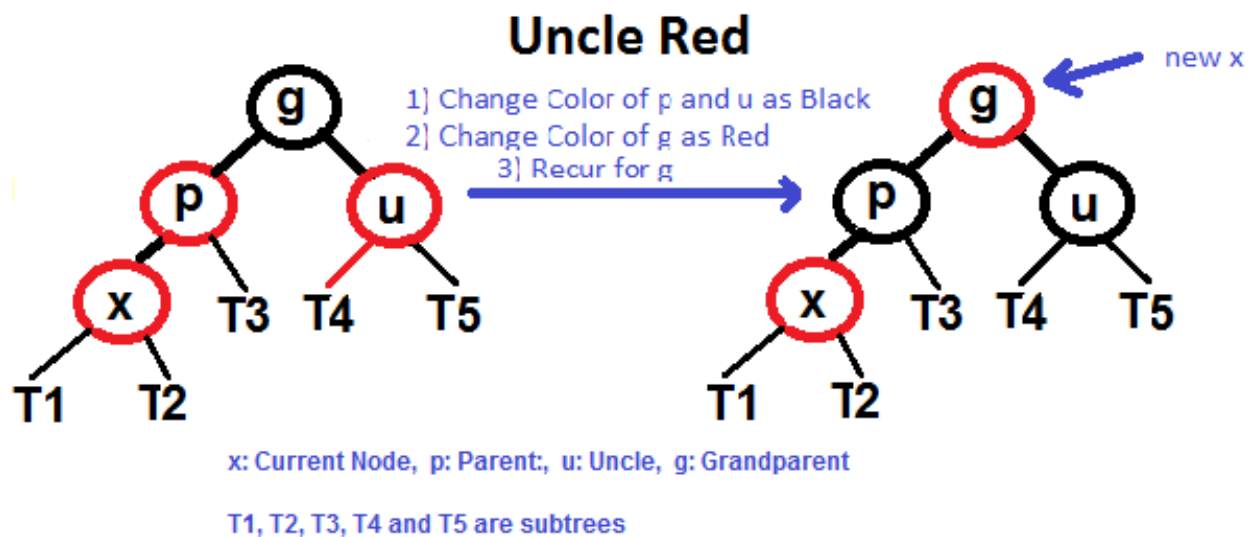 Uncle Red
new x
1) Change Color of p and u as Black
2) Change Color of g as Red
3) Recur for g
g
p
u
x
T3
T4
T5
T1
T2
g
p
u
x
T3
T4
T5
T1
T2
x: Current Node, p: Parent:, u: Uncle, g: Grandparent
T1, T2, T3, T4 and T5 are subtrees